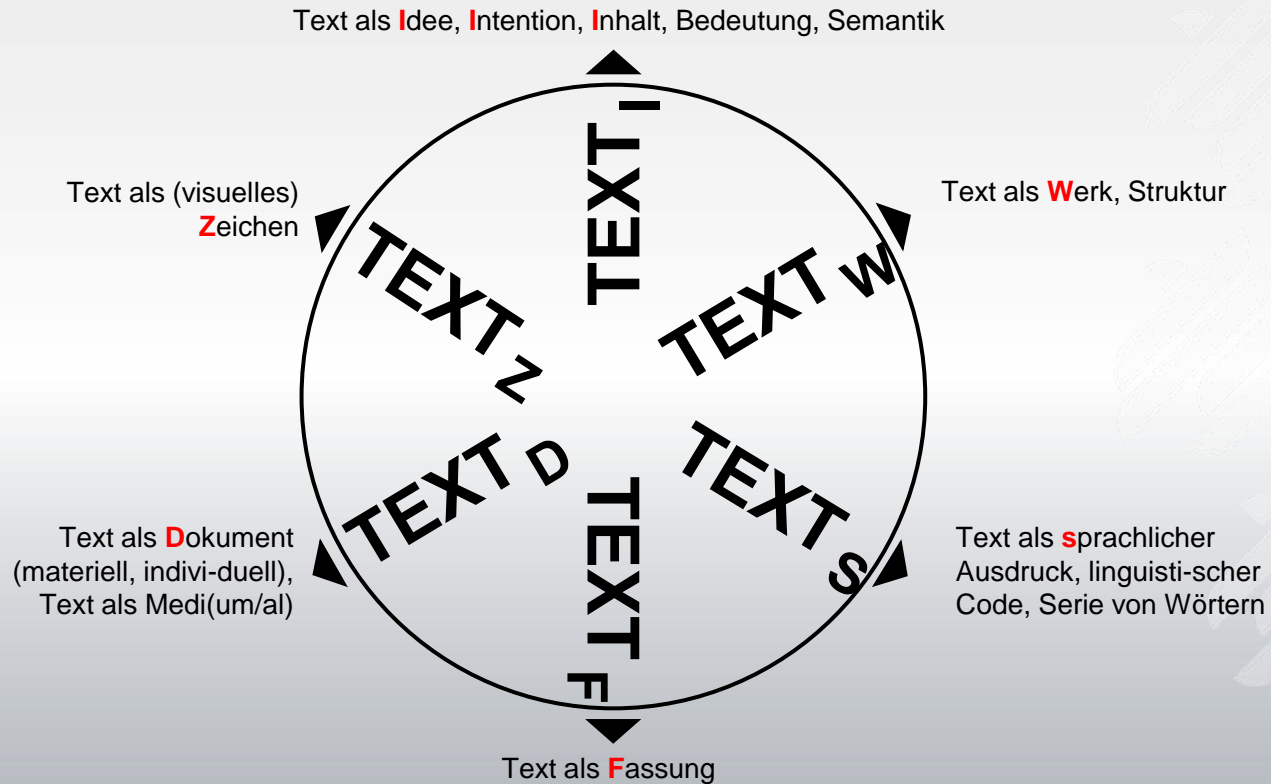 Text als Idee, Intention, Inhalt, Bedeutung, Semantik
TEXT I
Text als (visuelles)
Zeichen
TEXT Z
Text als Werk, Struktur
TEXT W
Text als Dokument
(materiell, indivi-duell),
Text als Medi(um/al)
TEXT D
Text als sprachlicher
Ausdruck, linguisti-scher
Code, Serie von Wörtern
TEXT S
TEXT F
Text als Fassung